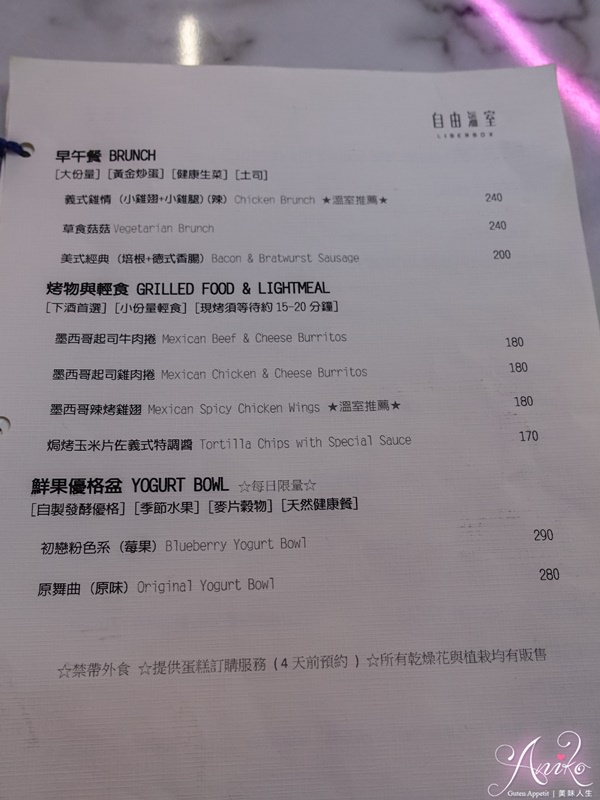 自由溫室
LIBERBOX
早午餐 BRUNCH
[大份量] [黃金炒蛋] [健康生菜] [土司]
義式雞情 (小雞翅+小雞腿)(辣) Chicken Brunch ★溫室推薦★ 240
草食菇菇 Vegetarian Brunch 240
美式經典 (培根+德式香腸) Bacon & Bratwurst Sausage 200
烤物與輕食 GRILLED FOOD & LIGHTMEAL
[下酒首選] [小份量輕食] [現烤須等待約 15-20 分鐘]
墨西哥起司牛肉捲 Mexican Beef & Cheese Burritos 180
墨西哥起司雞肉捲 Mexican Chicken & Cheese Burritos 180
墨西哥辣烤雞翅 Mexican Spicy Chicken Wings ★溫室推薦★ 180
焗烤玉米片佐義式特調醬 Tortilla Chips with Special Sauce 170
鮮果優格盆 YOGURT BOWL ☆每日限量☆
[自製發酵優格] [季節水果] [麥片穀物] [天然健康餐]
初戀粉色系 (莓果) Blueberry Yogurt Bowl 290
原舞曲 (原味) Original Yogurt Bowl 280
☆禁帶外食 ☆提供蛋糕訂購服務 (4 天前預約 ) ☆所有乾燥花與植栽均有販售
Aniko
Guten Appetit | 美味人生